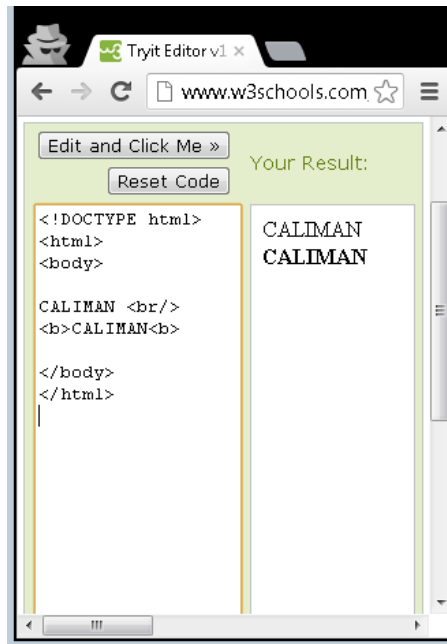 Tryit Editor v1
www.w3schools.com
Edit and Click Me »
Reset Code
Your Result:
<!DOCTYPE html>
<html>
<body>
CALIMAN <br/>
<b>CALIMAN<b>
</body>
</html>
CALIMAN
CALIMAN